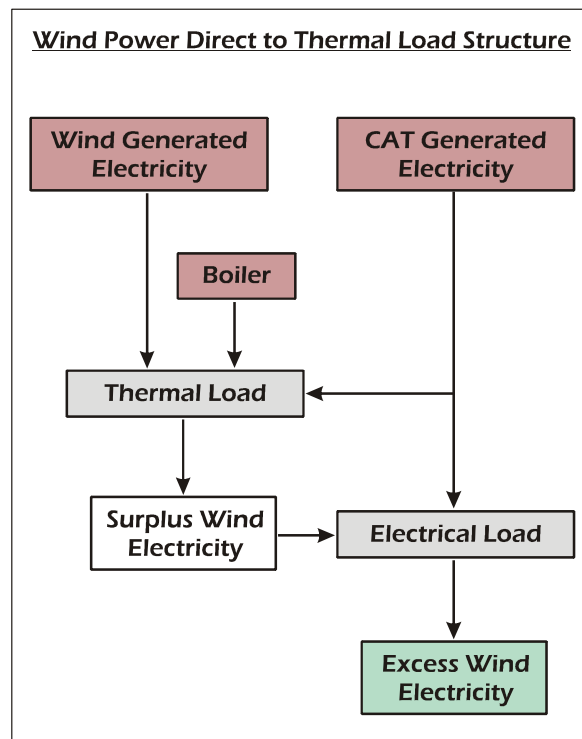 Wind Power Direct to Thermal Load Structure
Wind Generated
Electricity
CAT Generated
Electricity
Boiler
Thermal Load
Surplus Wind
Electricity
Electrical Load
Excess Wind
Electricity